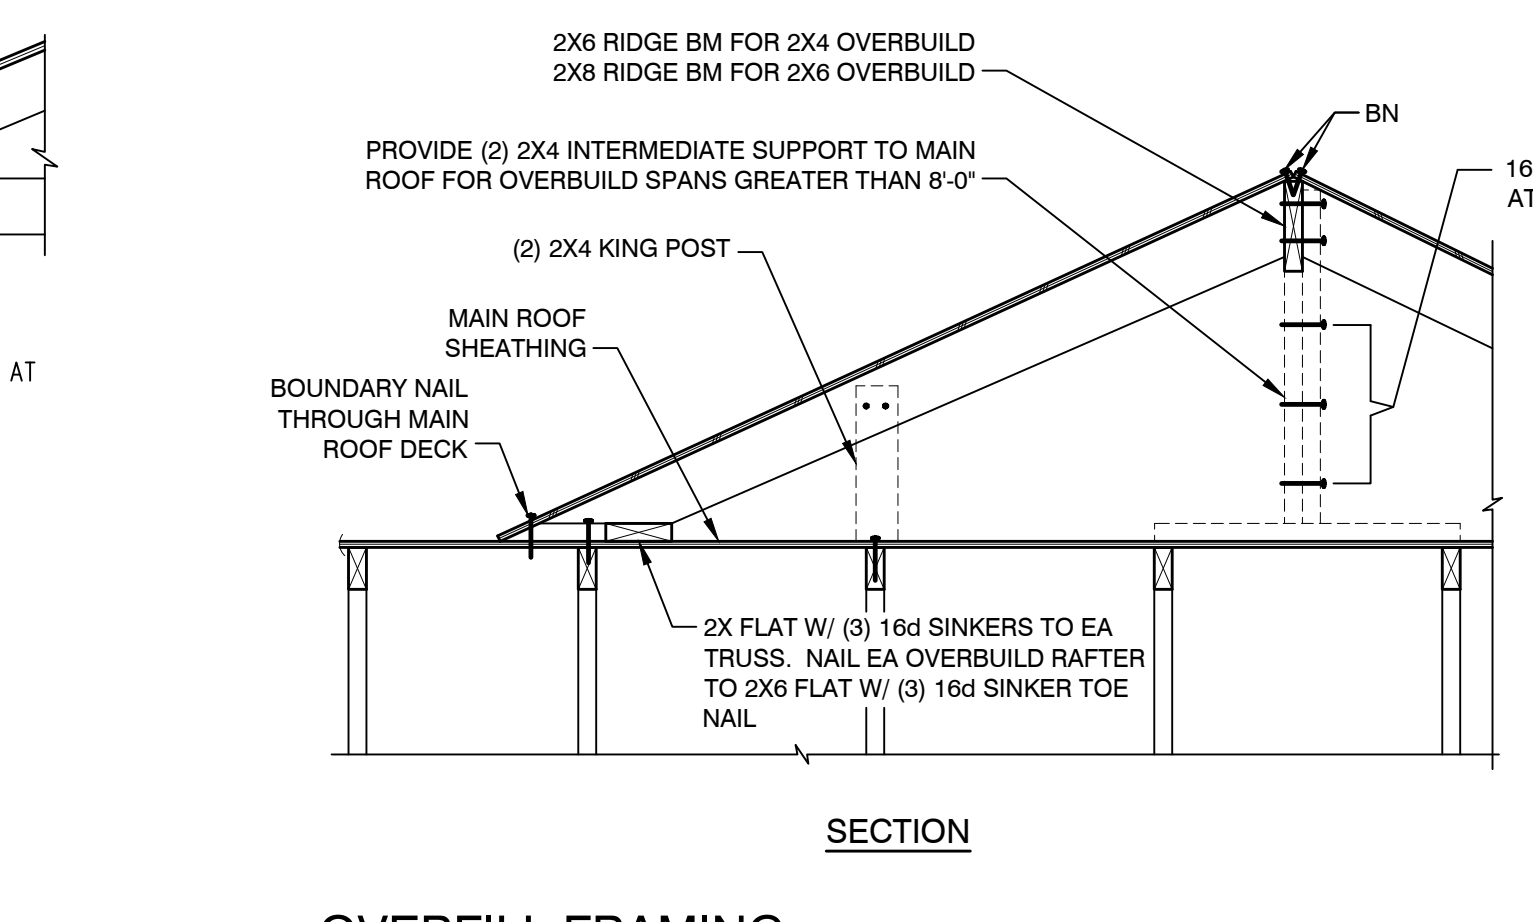 2X6 RIDGE BM FOR 2X4 OVERBUILD
2X8 RIDGE BM FOR 2X6 OVERBUILD
BN
PROVIDE (2) 2X4 INTERMEDIATE SUPPORT TO MAIN
ROOF FOR OVERBUILD SPANS GREATER THAN 8'-0"
16
AT
(2) 2X4 KING POST
MAIN ROOF
SHEATHING
AT
BOUNDARY NAIL
THROUGH MAIN
ROOF DECK
2X FLAT W/ (3) 16d SINKERS TO EA
TRUSS. NAIL EA OVERBUILD RAFTER
TO 2X6 FLAT W/ (3) 16d SINKER TOE
NAIL
SECTION
OVERFILL FRAMING